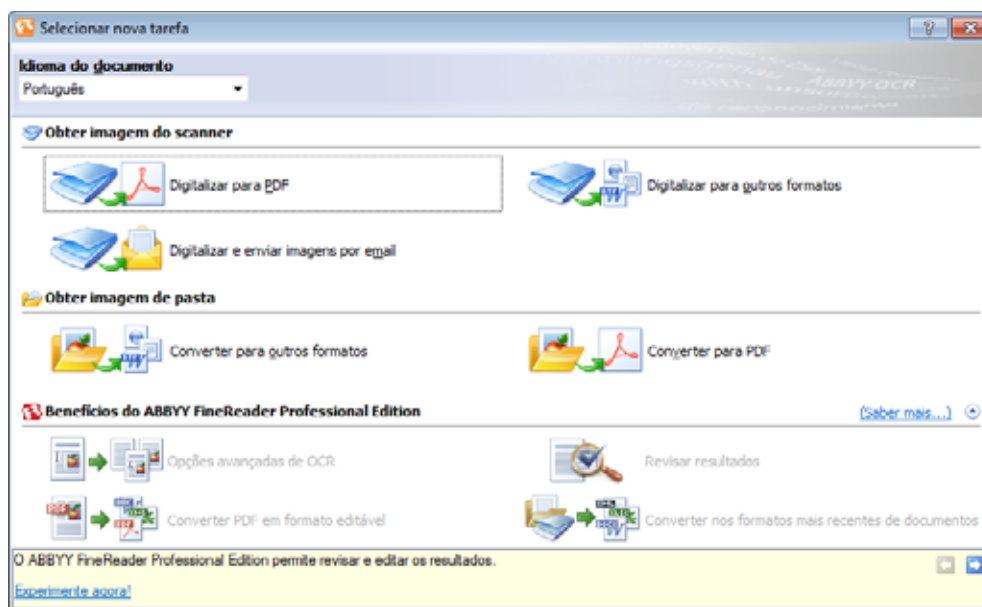 Selecionar nova tarefa
Idioma do documento
Português
ABBYY OCR
Obter imagem do scanner
Digitalizar para PDF
Digitalizar para outros formatos
Digitalizar e enviar imagens por email
Obter imagem de pasta
Converter para outros formatos
Converter para PDF
Benefícios do ABBYY FineReader Professional Edition
(Saber mais...)
Opções avançadas de OCR
Revisar resultados
Converter PDF em formato editável
Converter nos formatos mais recentes de documentos
O ABBYY FineReader Professional Edition permite revisar e editar os resultados.
Experimente agora!